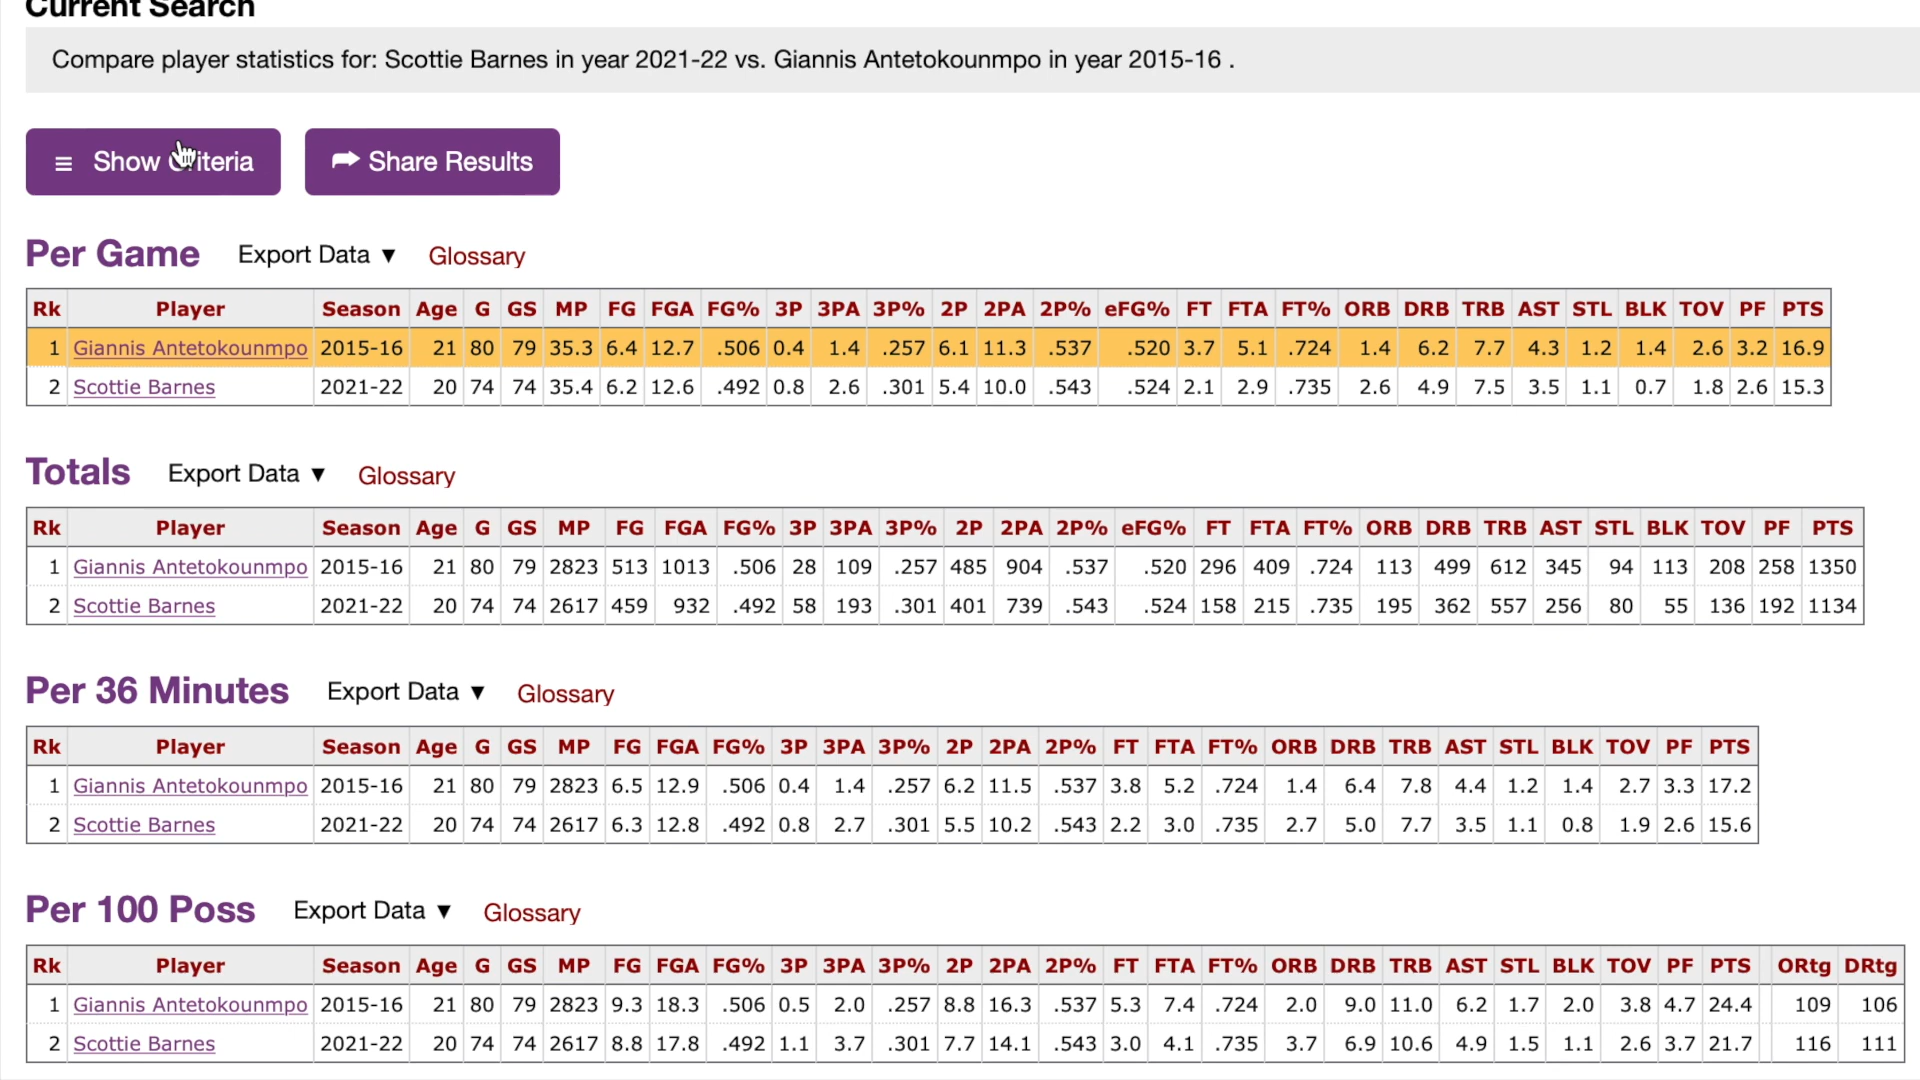 Current Search
Compare player statistics for: Scottie Barnes in year 2021-22 vs. Giannis Antetokounmpo in year 2015-16 .
≡ Show Criteria Share Results
Per Game Export Data ▼ Glossary
Rk Player Season Age G GS MP FG FGA FG% 3P 3PA 3P% 2P 2PA 2P% eFG% FT FTA FT% ORB DRB TRB AST STL BLK TOV PF PTS
1 Giannis Antetokounmpo 2015-16 21 80 79 35.3 6.4 12.7 .506 0.4 1.4 .257 6.1 11.3 .537 .520 3.7 5.1 .724 1.4 6.2 7.7 4.3 1.2 1.4 2.6 3.2 16.9
2 Scottie Barnes 2021-22 20 74 74 35.4 6.2 12.6 .492 0.8 2.6 .301 5.4 10.0 .543 .524 2.1 2.9 .735 2.6 4.9 7.5 3.5 1.1 0.7 1.8 2.6 15.3
Totals Export Data ▼ Glossary
Rk Player Season Age G GS MP FG FGA FG% 3P 3PA 3P% 2P 2PA 2P% eFG% FT FTA FT% ORB DRB TRB AST STL BLK TOV PF PTS
1 Giannis Antetokounmpo 2015-16 21 80 79 2823 513 1013 .506 28 109 .257 485 904 .537 .520 296 409 .724 113 499 612 345 94 113 208 258 1350
2 Scottie Barnes 2021-22 20 74 74 2617 459 932 .492 58 193 .301 401 739 .543 .524 158 215 .735 195 362 557 256 80 55 136 192 1134
Per 36 Minutes Export Data ▼ Glossary
Rk Player Season Age G GS MP FG FGA FG% 3P 3PA 3P% 2P 2PA 2P% FT FTA FT% ORB DRB TRB AST STL BLK TOV PF PTS
1 Giannis Antetokounmpo 2015-16 21 80 79 2823 6.5 12.9 .506 0.4 1.4 .257 6.2 11.5 .537 3.8 5.2 .724 1.4 6.4 7.8 4.4 1.2 1.4 2.7 3.3 17.2
2 Scottie Barnes 2021-22 20 74 74 2617 6.3 12.8 .492 0.8 2.7 .301 5.5 10.2 .543 2.2 3.0 .735 2.7 5.0 7.7 3.5 1.1 0.8 1.9 2.6 15.6
Per 100 Poss Export Data ▼ Glossary
Rk Player Season Age G GS MP FG FGA FG% 3P 3PA 3P% 2P 2PA 2P% FT FTA FT% ORB DRB TRB AST STL BLK TOV PF PTS ORtg DRtg
1 Giannis Antetokounmpo 2015-16 21 80 79 2823 9.3 18.3 .506 0.5 2.0 .257 8.8 16.3 .537 5.3 7.4 .724 2.0 9.0 11.0 6.2 1.7 2.0 3.8 4.7 24.4 109 106
2 Scottie Barnes 2021-22 20 74 74 2617 8.8 17.8 .492 1.1 3.7 .301 7.7 14.1 .543 3.0 4.1 .735 3.7 6.9 10.6 4.9 1.5 1.1 2.6 3.7 21.7 116 111